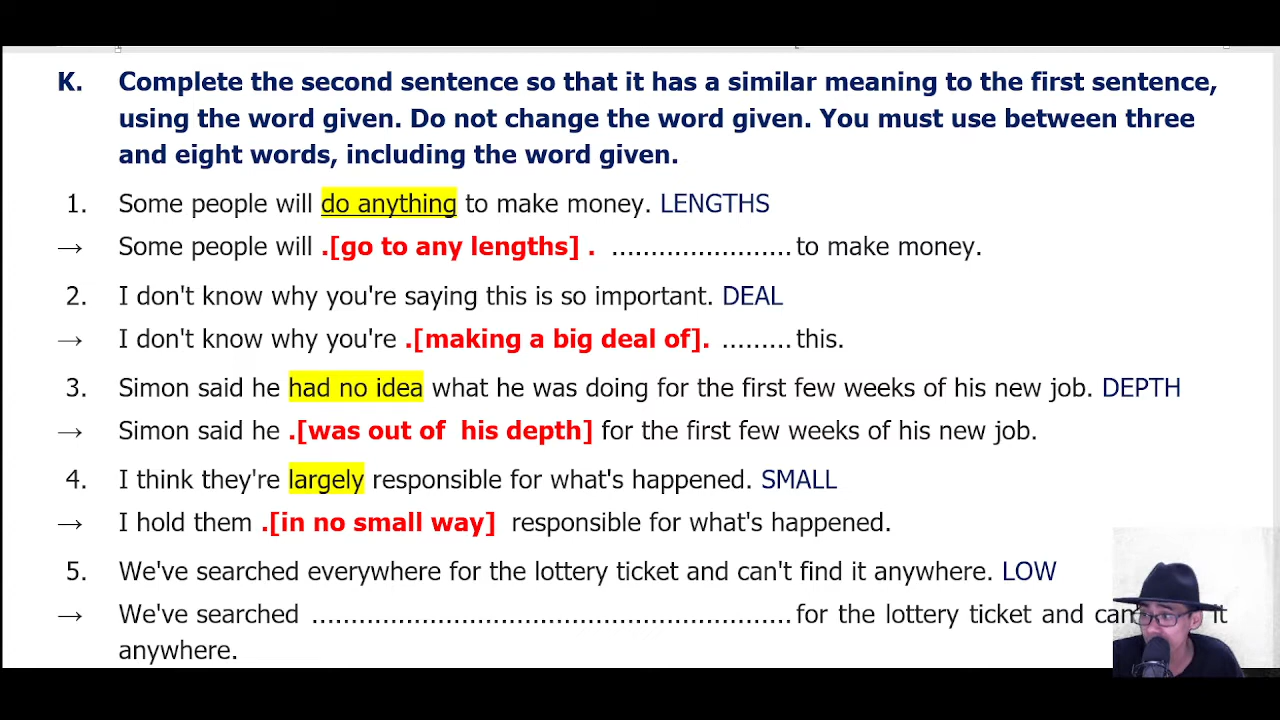 K. Complete the second sentence so that it has a similar meaning to the first sentence,
using the word given. Do not change the word given. You must use between three
and eight words, including the word given.
1. Some people will do anything to make money. LENGTHS
→ Some people will .[go to any lengths] . ....................... to make money.
2. I don't know why you're saying this is so important. DEAL
→ I don't know why you're .[making a big deal of]. ......... this.
3. Simon said he had no idea what he was doing for the first few weeks of his new job. DEPTH
→ Simon said he .[was out of his depth] for the first few weeks of his new job.
4. I think they're largely responsible for what's happened. SMALL
→ I hold them .[in no small way] responsible for what's happened.
5. We've searched everywhere for the lottery ticket and can't find it anywhere. LOW
→ We've searched ............................................................. for the lottery ticket and it
anywhere.